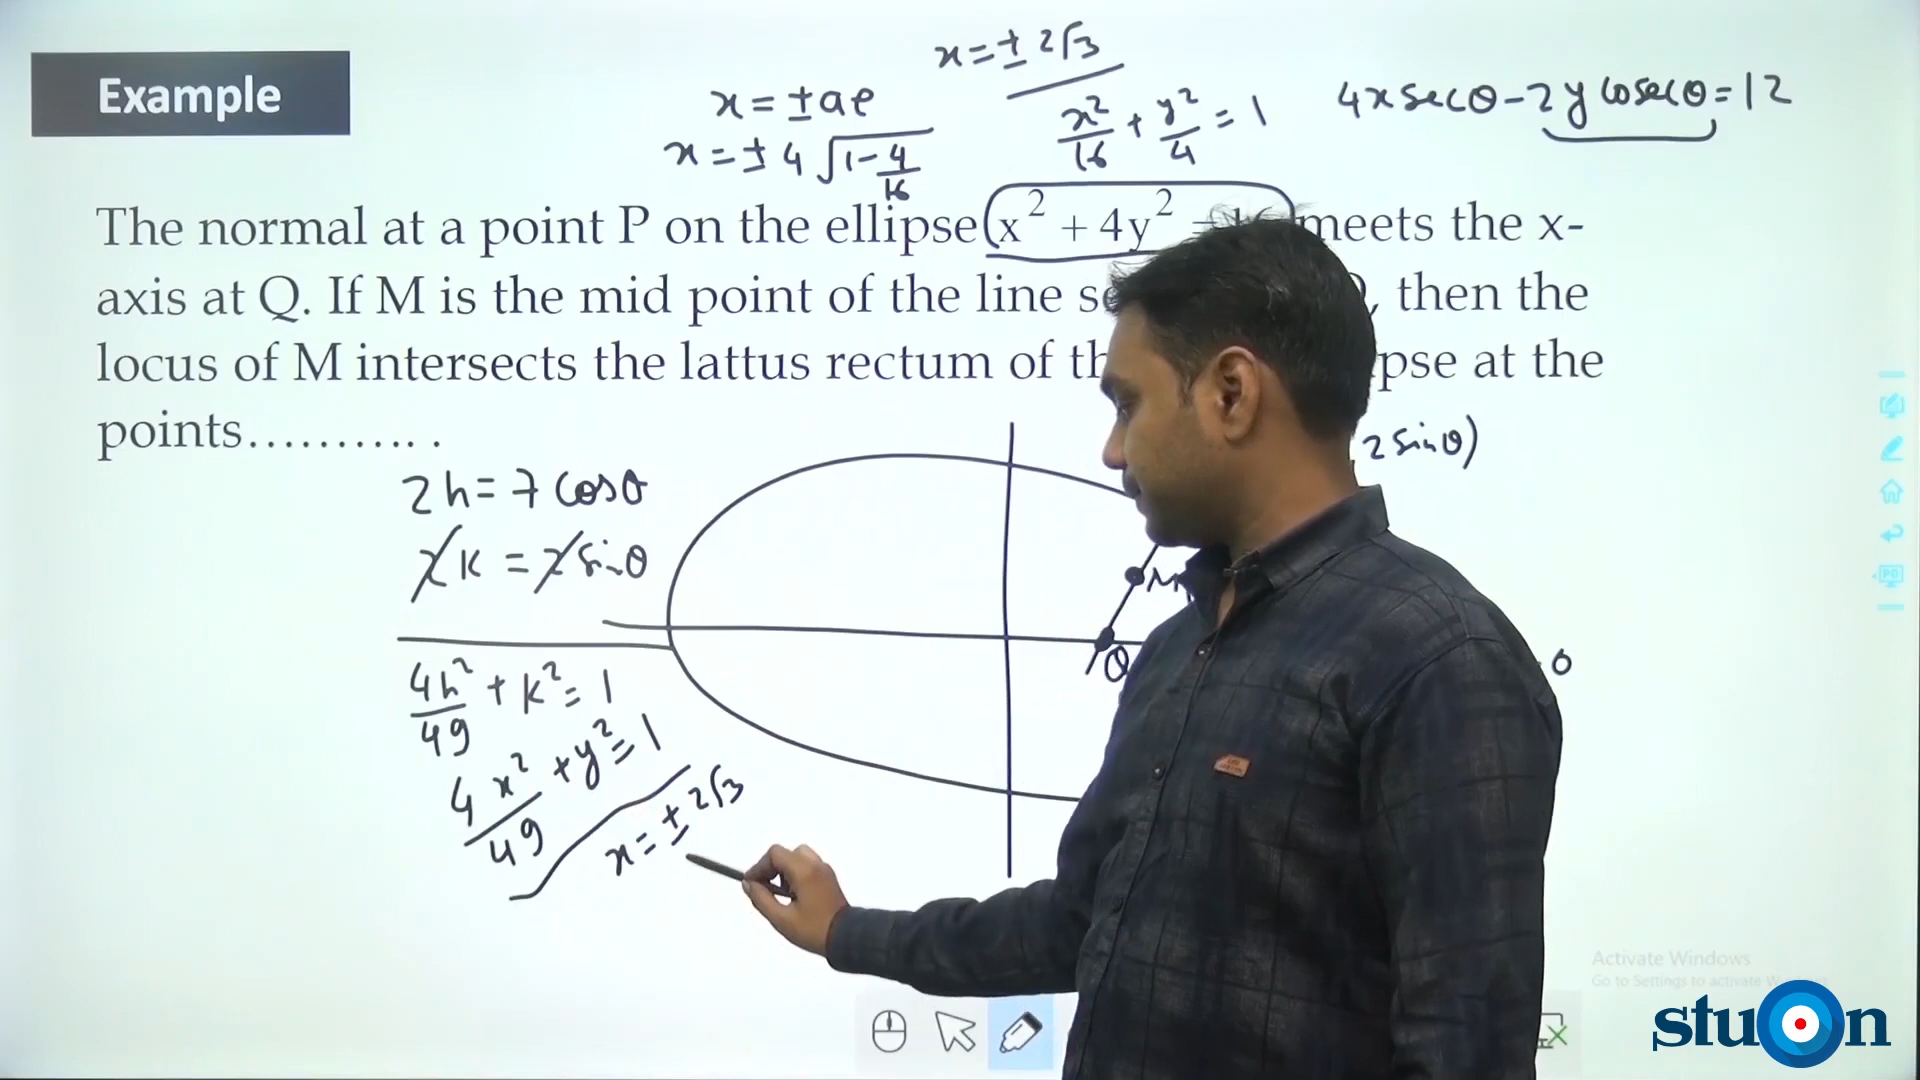 Example
x = ± 2√3
x = ± ae
x = ± 4 √1 - 4/16
x²/16 + y²/4 = 1
4x secθ - 2y cosecθ = 12
The normal at a point P on the ellipse x² + 4y² meets the x-
axis at Q. If M is the mid point of the line then the
locus of M intersects the lattus rectum of at the
points...........
2 sinθ)
2h = 7 cosθ
2k = 2 sinθ
M
Q
0
4h²/49 + k² = 1
4x²/49 + y² = 1
x = ± 2√3
Activate Windows
Go to Settings to activate
stuon